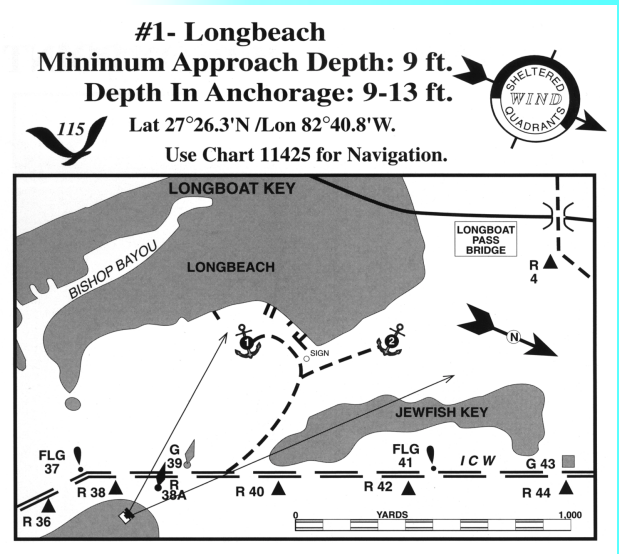 #1- Longbeach
Minimum Approach Depth: 9 ft.
Depth In Anchorage: 9-13 ft.
SHELTERED
WIND
QUADRANTS
115
Lat 27°26.3'N /Lon 82°40.8'W.
Use Chart 11425 for Navigation.
LONGBOAT KEY
LONGBOAT
PASS
BRIDGE
BISHOP BAYOU
LONGBEACH
R
4
1
2
N
SIGN
JEWFISH KEY
FLG
37
G
39
FLG
41
I C W
G 43
R 38
R
38A
R 40
R 42
R 44
R 36
0
YARDS
1,000